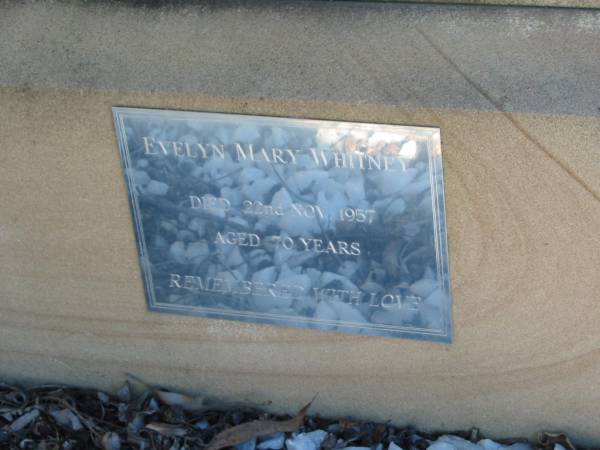 EVELYN MARY WHITNEY
DIED 22nd NOV. 1957
AGED 70 YEARS
REMEMBERED WITH LOVE